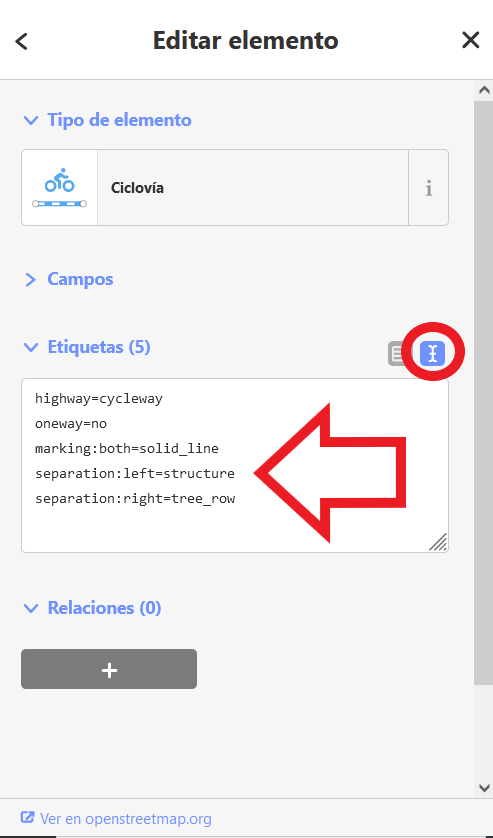 Editar elemento
Tipo de elemento
Ciclovía
i
Campos
Etiquetas (5)
highway=cycleway
oneway=no
marking:both=solid_line
separation:left=structure
separation:right=tree_row
Relaciones (0)
+
Ver en openstreetmap.org